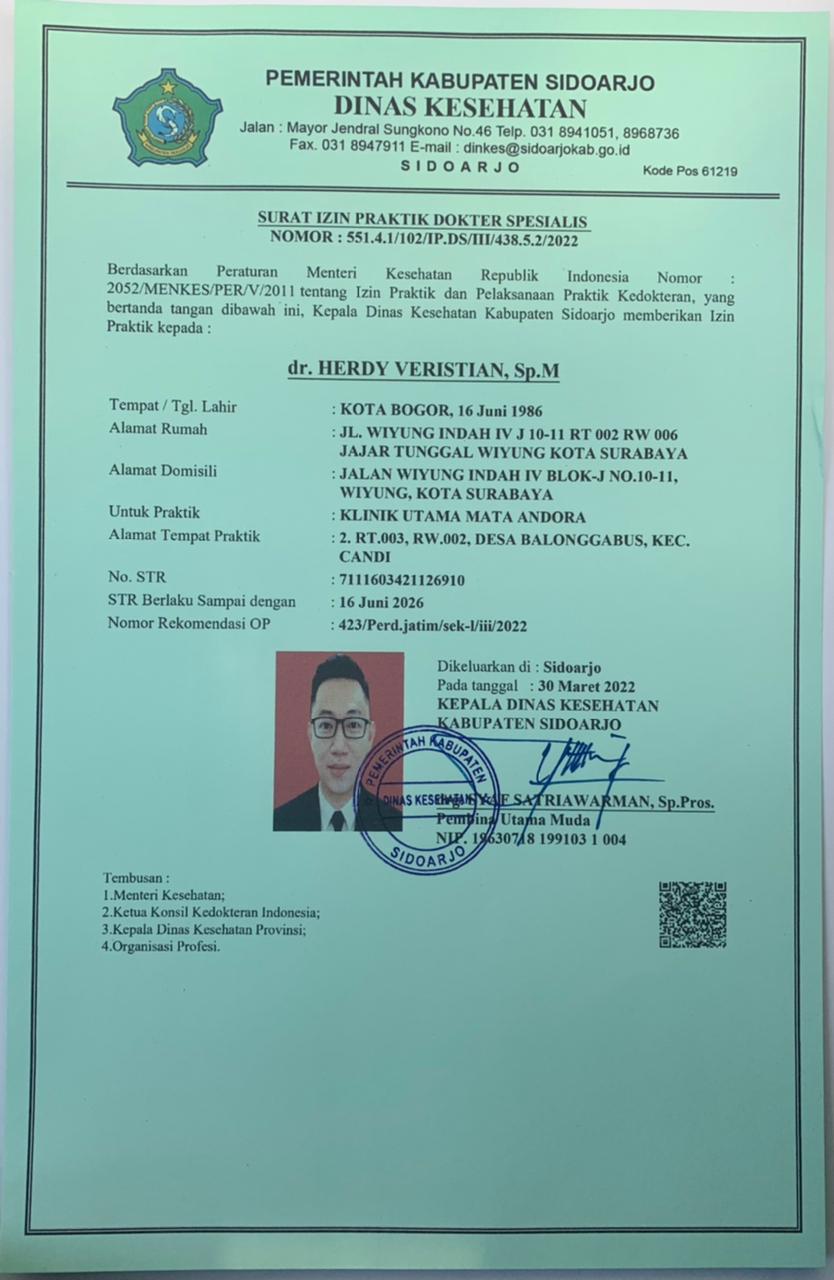 PEMERINTAH KABUPATEN SIDOARJO
DINAS KESEHATAN
Jalan : Mayor Jendral Sungkono No.46 Telp. 031 8941051, 8968736
Fax. 031 8947911 E-mail : dinkes@sidoarjokab.go.id
S I D O A R J O
Kode Pos 61219
SURAT IZIN PRAKTIK DOKTER SPESIALIS
NOMOR : 551.4.1/102/IP.DS/III/438.5.2/2022
Berdasarkan Peraturan Menteri Kesehatan Republik Indonesia Nomor :
2052/MENKES/PER/V/2011 tentang Izin Praktik dan Pelaksanaan Praktik Kedokteran, yang
bertanda tangan dibawah ini, Kepala Dinas Kesehatan Kabupaten Sidoarjo memberikan Izin
Praktik kepada :
dr. HERDY VERISTIAN, Sp.M
Tempat / Tgl. Lahir : KOTA BOGOR, 16 Juni 1986
Alamat Rumah : JL. WIYUNG INDAH IV J 10-11 RT 002 RW 006
JAJAR TUNGGAL WIYUNG KOTA SURABAYA
Alamat Domisili : JALAN WIYUNG INDAH IV BLOK-J NO.10-11,
WIYUNG, KOTA SURABAYA
Untuk Praktik : KLINIK UTAMA MATA ANDORA
Alamat Tempat Praktik : 2. RT.003, RW.002, DESA BALONGGABUS, KEC.
CANDI
No. STR : 7111603421126910
STR Berlaku Sampai dengan : 16 Juni 2026
Nomor Rekomendasi OP : 423/Perd.jatim/sek-l/iii/2022
Dikeluarkan di : Sidoarjo
Pada tanggal : 30 Maret 2022
KEPALA DINAS KESEHATAN
KABUPATEN SIDOARJO
PEMERINTAH KABUPATEN
DINAS KESEHATAN
SIDOARJO
SATRIAWARMAN, Sp.Pros.
Pembina Utama Muda
NIP. 19630718 199103 1 004
Tembusan :
1.Menteri Kesehatan;
2.Ketua Konsil Kedokteran Indonesia;
3.Kepala Dinas Kesehatan Provinsi;
4.Organisasi Profesi.